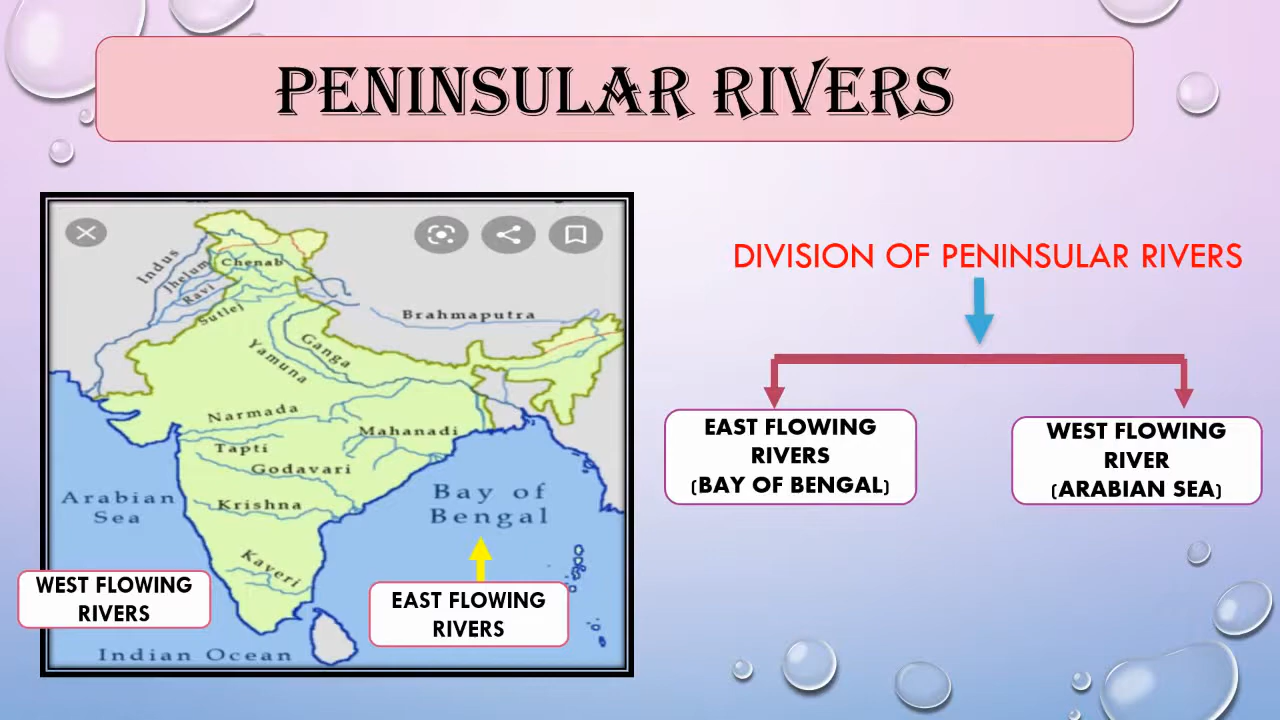 PENINSULAR RIVERS
Indus
Jhelum
Chenab
Ravi
Sutlej
Brahmaputra
Ganga
Yamuna
Narmada
Mahanadi
Tapti
Godavari
Arabian
Sea
Krishna
Bay of
Bengal
Kaveri
WEST FLOWING
RIVERS
EAST FLOWING
RIVERS
Indian Ocean
DIVISION OF PENINSULAR RIVERS
EAST FLOWING
RIVERS
(BAY OF BENGAL)
WEST FLOWING
RIVER
(ARABIAN SEA)